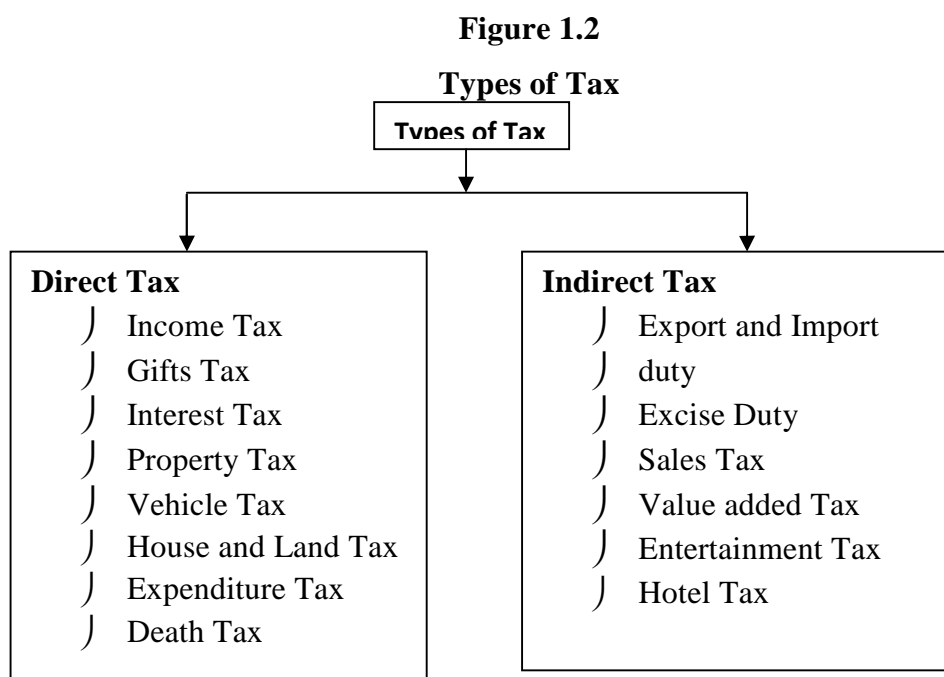 Figure 1.2
Types of Tax
Types of Tax
Direct Tax
⎠ Income Tax
⎠ Gifts Tax
⎠ Interest Tax
⎠ Property Tax
⎠ Vehicle Tax
⎠ House and Land Tax
⎠ Expenditure Tax
⎠ Death Tax
Indirect Tax
⎠ Export and Import
⎠ duty
⎠ Excise Duty
⎠ Sales Tax
⎠ Value added Tax
⎠ Entertainment Tax
⎠ Hotel Tax